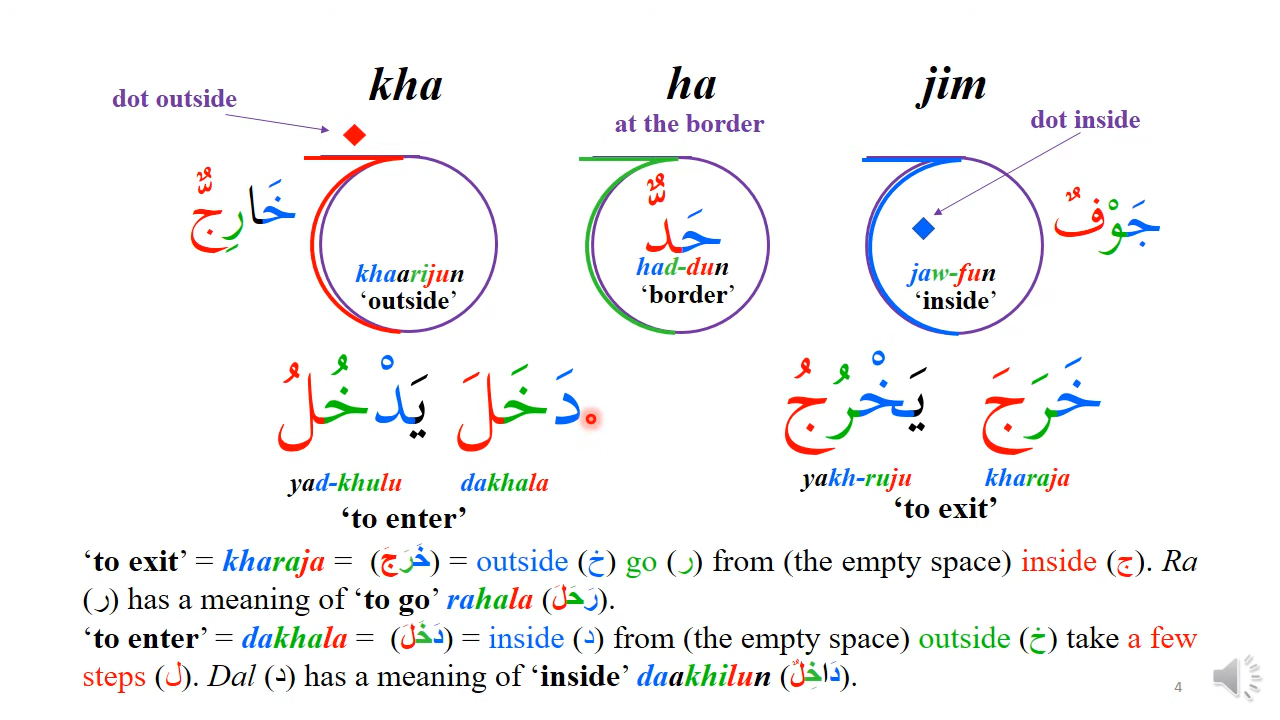 kha
ha
jim
dot outside
at the border
dot inside
خَارِجٌّ
حَدٌّ
جَوْفٌ
khaarijun
‘outside’
had-dun
‘border’
jaw-fun
‘inside’
دَخَلَ يَدْخُلُ
خَرَجَ يَخْرُجُ
yad-khulu dakhala
‘to enter’
yakh-ruju kharaja
‘to exit’
‘to exit’ = kharaja = (خَرَجَ) = outside (خ) go (ر) from (the empty space) inside (ج). Ra
(ر) has a meaning of ‘to go’ rahala (رَحَلَ).
‘to enter’ = dakhala = (دَخَلَ) = inside (د) from (the empty space) outside (خ) take a few
steps (ل). Dal (د) has a meaning of ‘inside’ daakhilun (دَاخِلٌ).
4